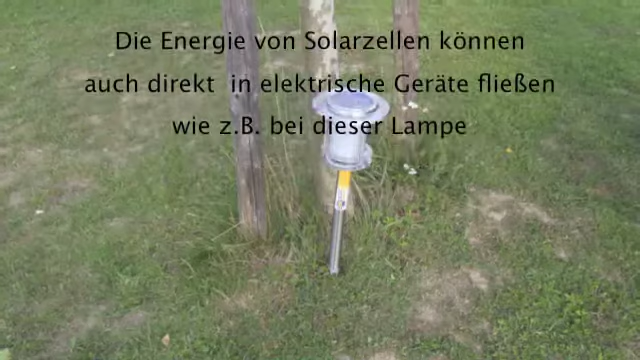 Die Energie von Solarzellen können
auch direkt  in elektrische Geräte fließen
wie z.B. bei dieser Lampe